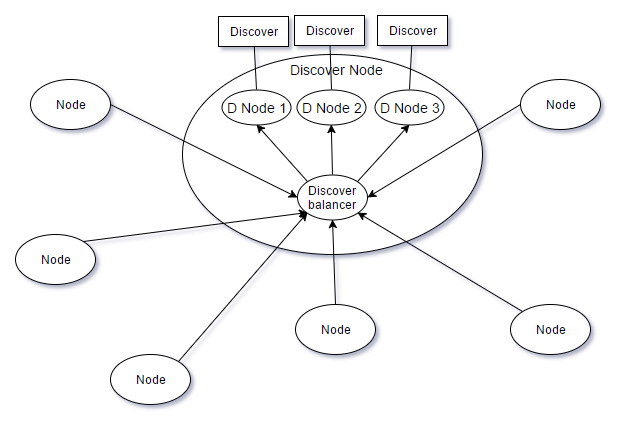 Discover
Discover
Discover
Discover Node
D Node 1
D Node 2
D Node 3
Node
Node
Discover
balancer
Node
Node
Node
Node